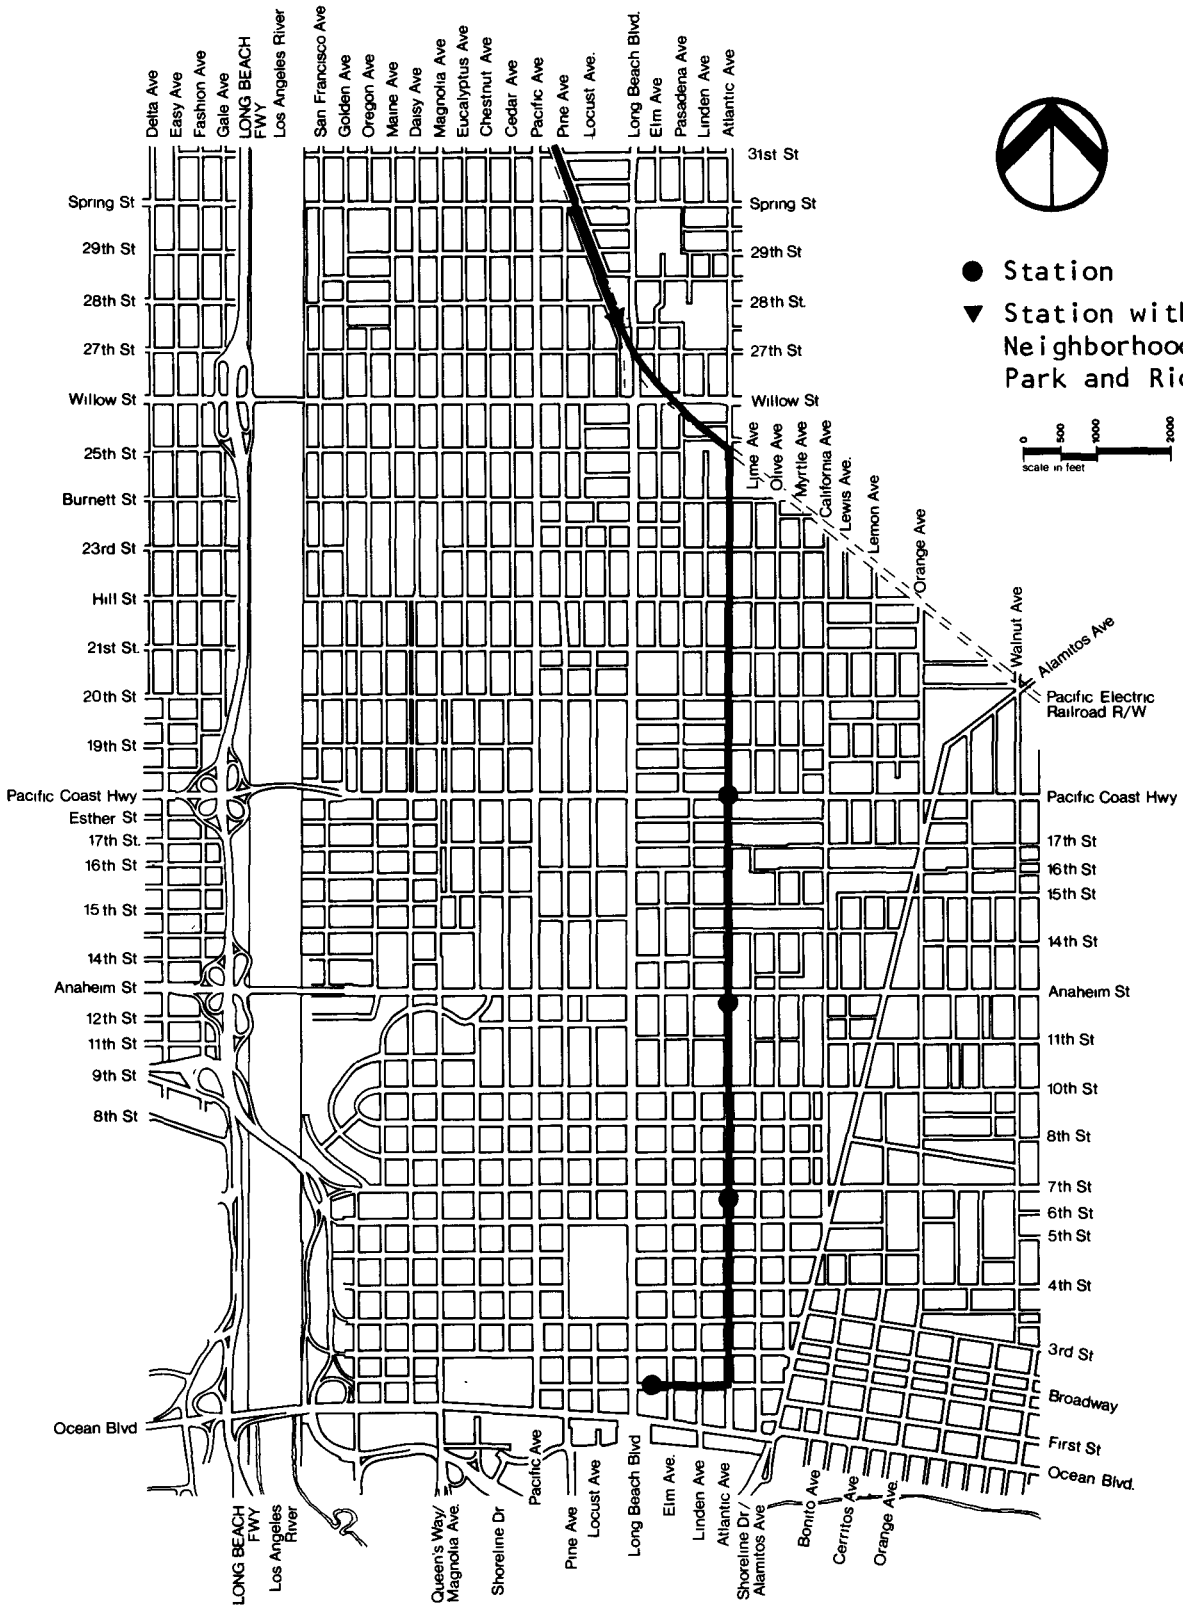 Delta Ave
Easy Ave
Fashion Ave
Gale Ave
LONG BEACH
FWY
Los Angeles River
San Francisco Ave
Golden Ave
Oregon Ave
Maine Ave
Daisy Ave
Magnolia Ave
Eucalyptus Ave
Chestnut Ave
Cedar Ave
Pacific Ave
Pine Ave
Locust Ave.
Long Beach Blvd.
Elm Ave
Pasadena Ave
Linden Ave
Atlantic Ave
31st St
Spring St
Spring St
29th St
29th St
28th St
28th St.
27th St
27th St
Willow St
Willow St
25th St
Burnett St
23rd St
Hill St
21st St.
20th St
19th St
Pacific Coast Hwy
Esther St
17th St.
16th St
15th St
14th St
Anaheim St
12th St
11th St
9th St
8th St
Ocean Blvd
Station
Station with
Neighborhoo
Park and Ri
0
500
1000
2000
scale in feet
Lime Ave
Olive Ave
Myrtle Ave
California Ave
Lewis Ave.
Lemon Ave
Orange Ave
Walnut Ave
Alamitos Ave
Pacific Electric
Railroad R/W
Pacific Coast Hwy
17th St
16th St
15th St
14th St
Anaheim St
11th St
10th St
8th St
7th St
6th St
5th St
4th St
3rd St
Broadway
First St
Ocean Blvd.
LONG BEACH
FWY
Los Angeles
River
Queen's Way/
Magnolia Ave.
Shoreline Dr
Pacific Ave
Pine Ave
Locust Ave
Long Beach Blvd
Elm Ave.
Linden Ave
Atlantic Ave
Shoreline Dr/
Alamitos Ave
Bonito Ave
Cerritos Ave
Orange Ave.